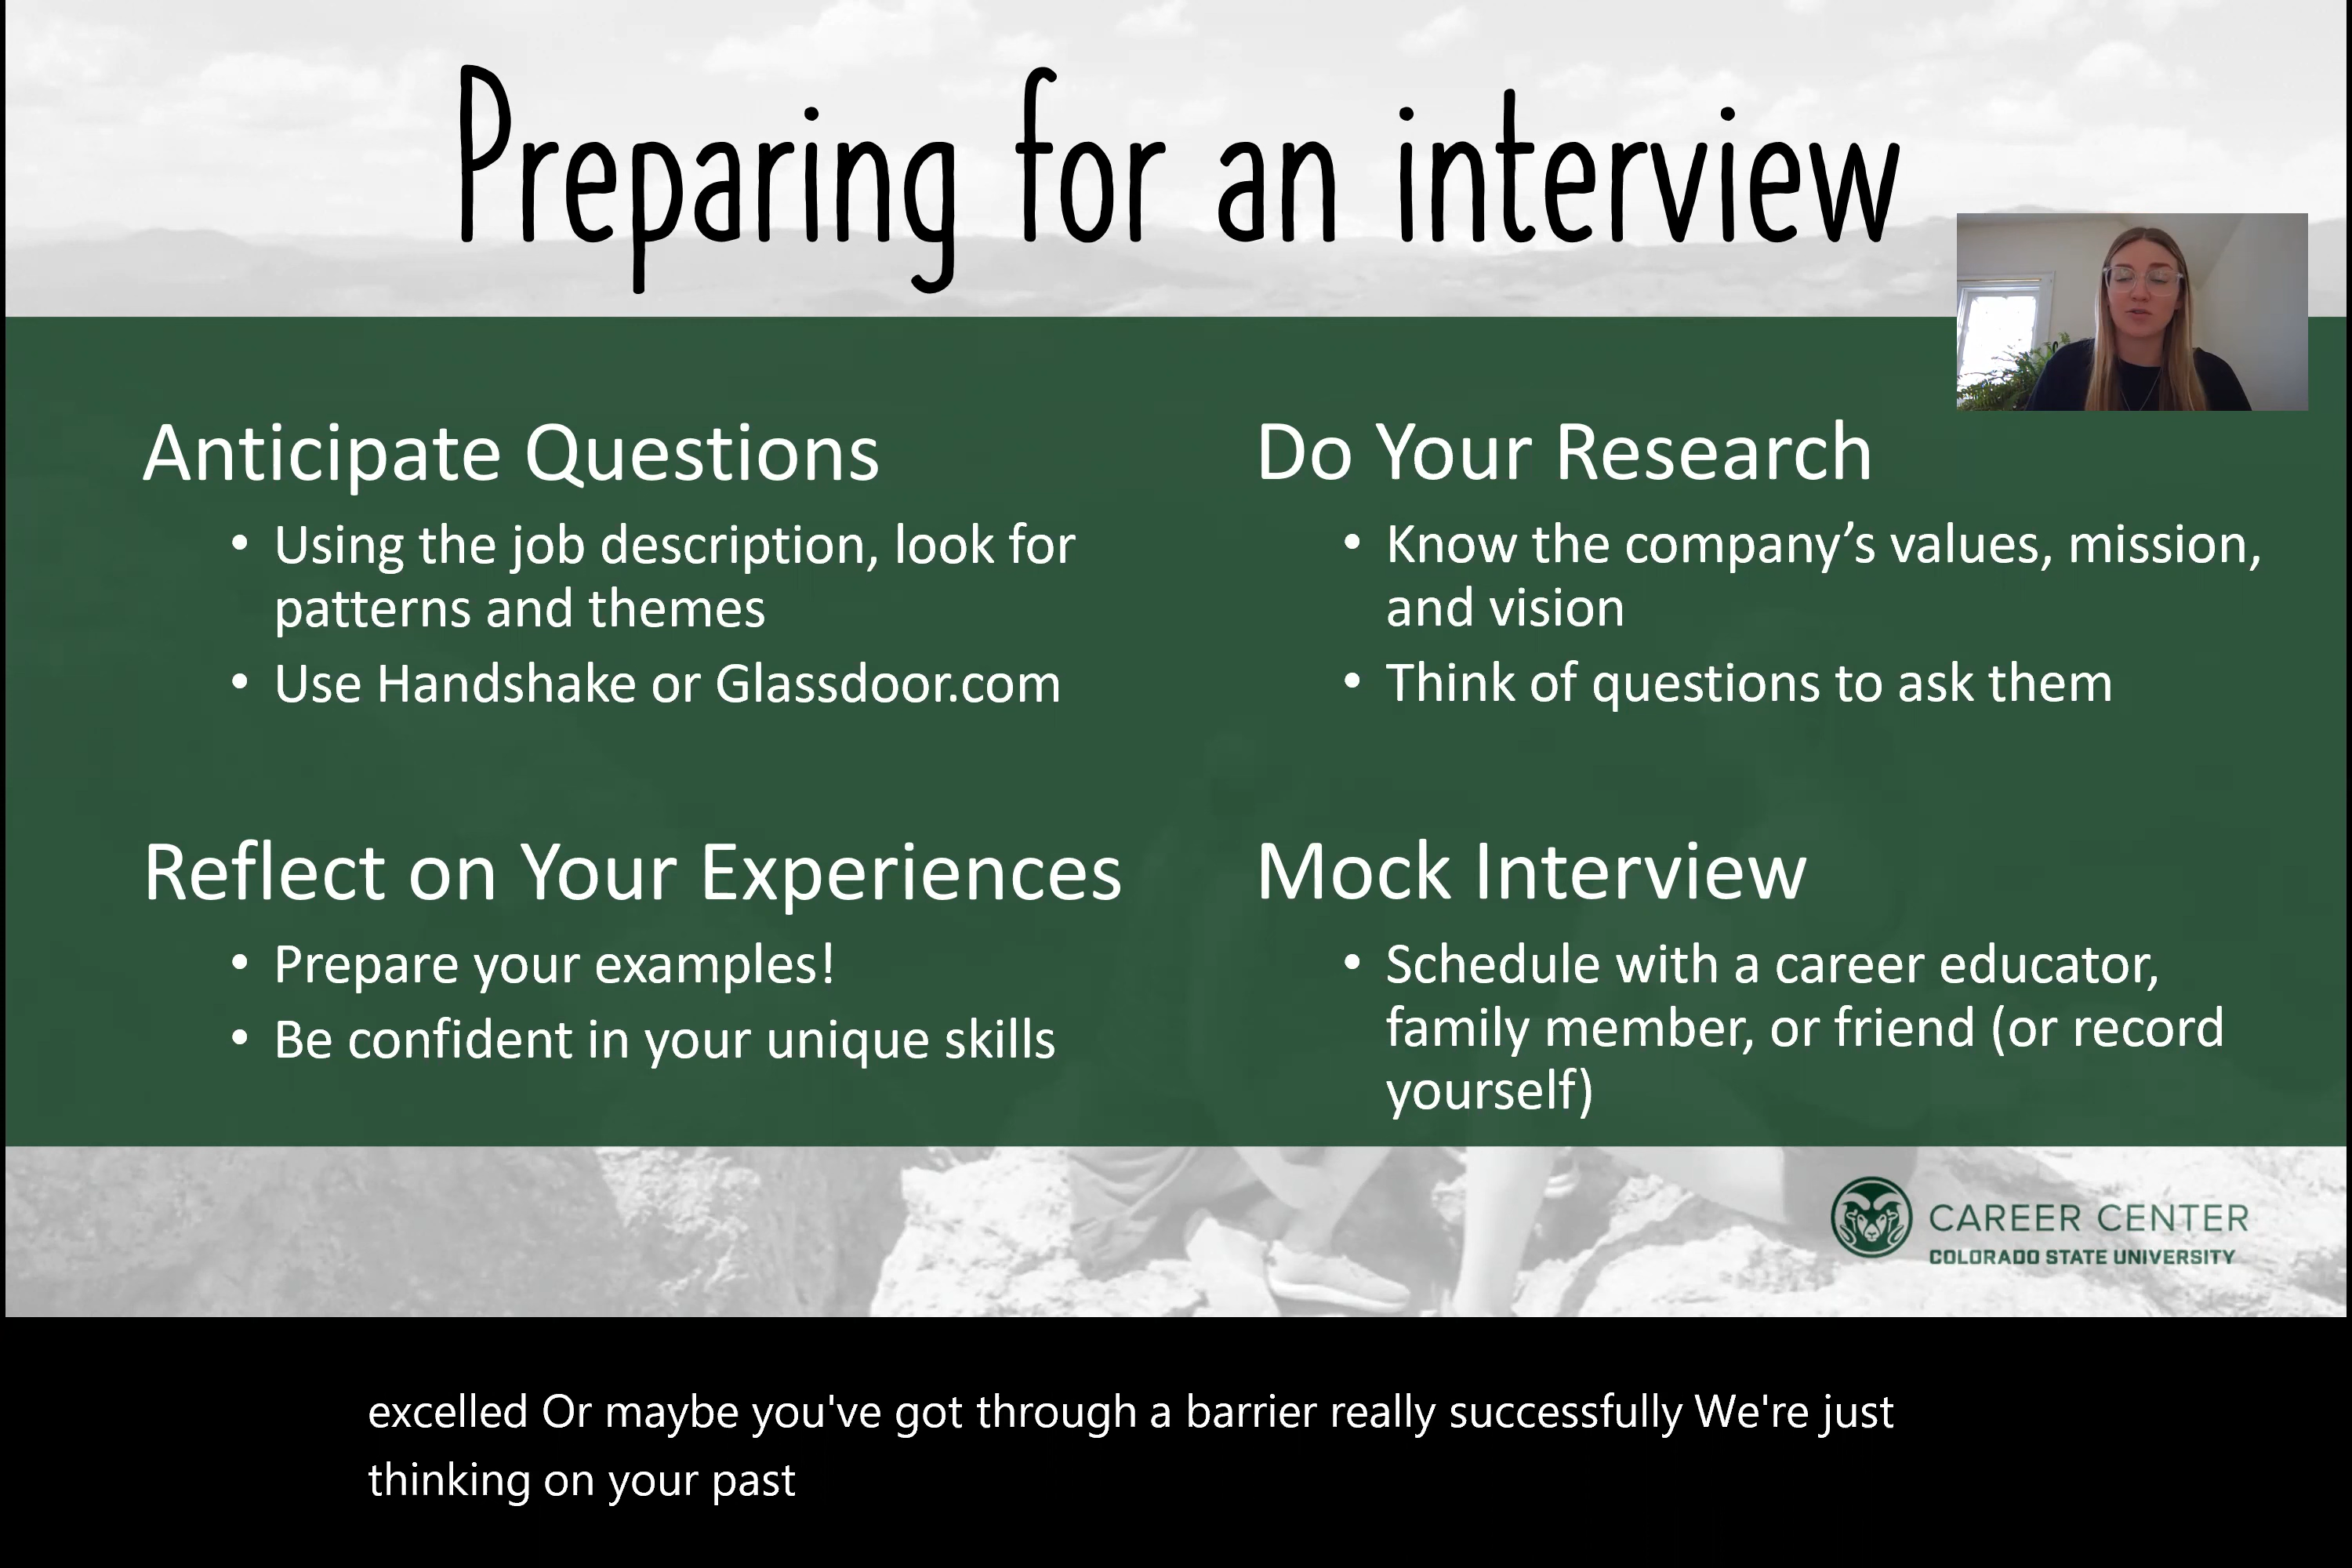 Preparing for an interview
Anticipate Questions
• Using the job description, look for
patterns and themes
• Use Handshake or Glassdoor.com
Do Your Research
• Know the company’s values, mission,
and vision
• Think of questions to ask them
Reflect on Your Experiences
• Prepare your examples!
• Be confident in your unique skills
Mock Interview
• Schedule with a career educator,
family member, or friend (or record
yourself)
CAREER CENTER
COLORADO STATE UNIVERSITY
excelled Or maybe you've got through a barrier really successfully We're just
thinking on your past